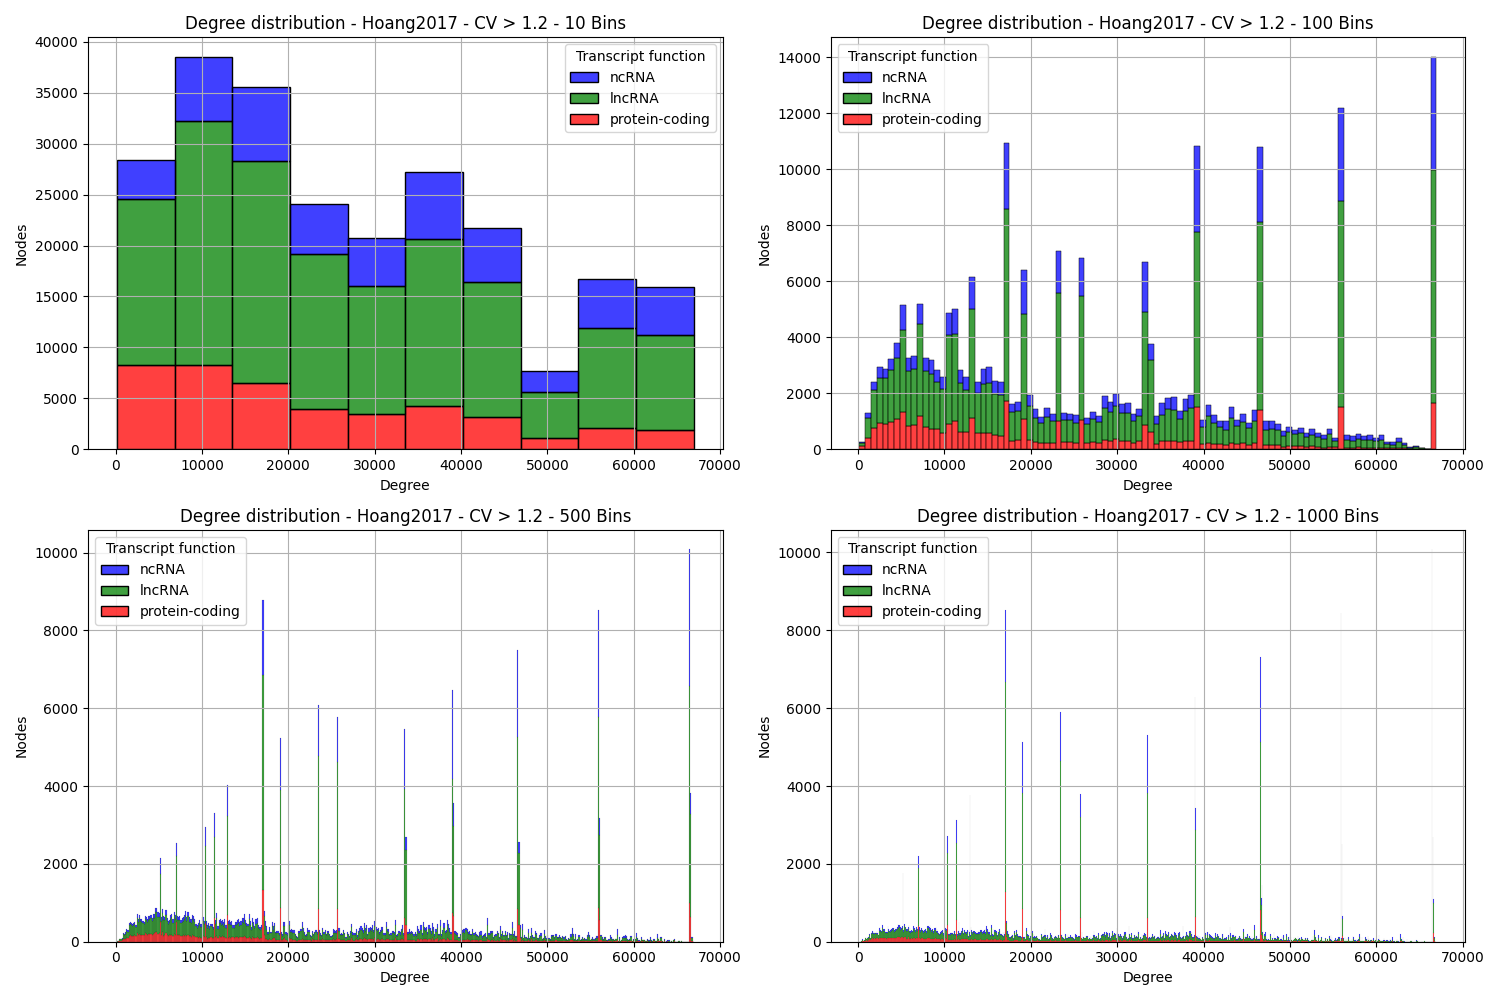 Degree distribution - Hoang2017 - CV > 1.2 - 10 Bins
Nodes
40000
35000
30000
25000
20000
15000
10000
5000
0
Transcript function
ncRNA
lncRNA
protein-coding
0 10000 20000 30000 40000 50000 60000 70000
Degree
Degree distribution - Hoang2017 - CV > 1.2 - 100 Bins
Nodes
14000
12000
10000
8000
6000
4000
2000
0
Transcript function
ncRNA
lncRNA
protein-coding
0 10000 20000 30000 40000 50000 60000 70000
Degree
Degree distribution - Hoang2017 - CV > 1.2 - 500 Bins
Nodes
10000
8000
6000
4000
2000
0
Transcript function
ncRNA
lncRNA
protein-coding
0 10000 20000 30000 40000 50000 60000 70000
Degree
Degree distribution - Hoang2017 - CV > 1.2 - 1000 Bins
Nodes
10000
8000
6000
4000
2000
0
Transcript function
ncRNA
lncRNA
protein-coding
0 10000 20000 30000 40000 50000 60000 70000
Degree